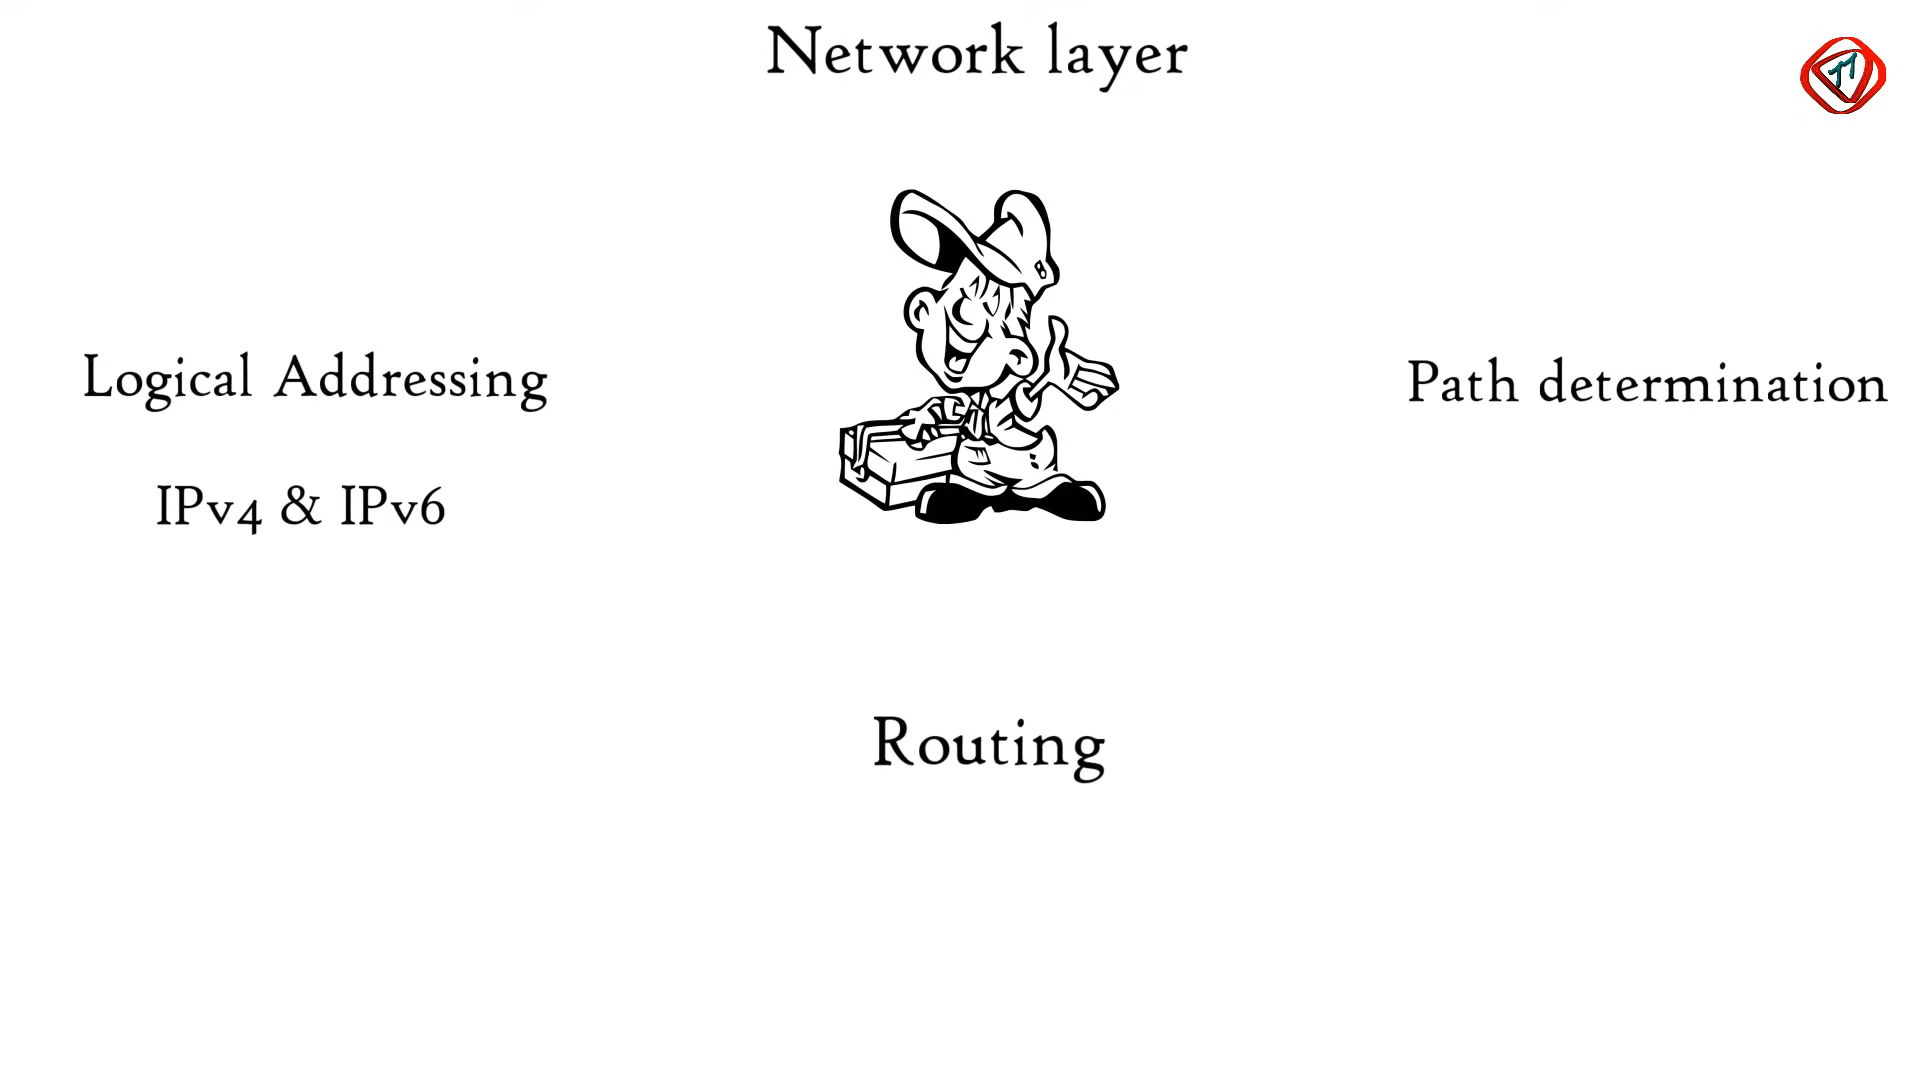 Network layer
Logical Addressing
Path determination
IPv4 & IPv6
Routing